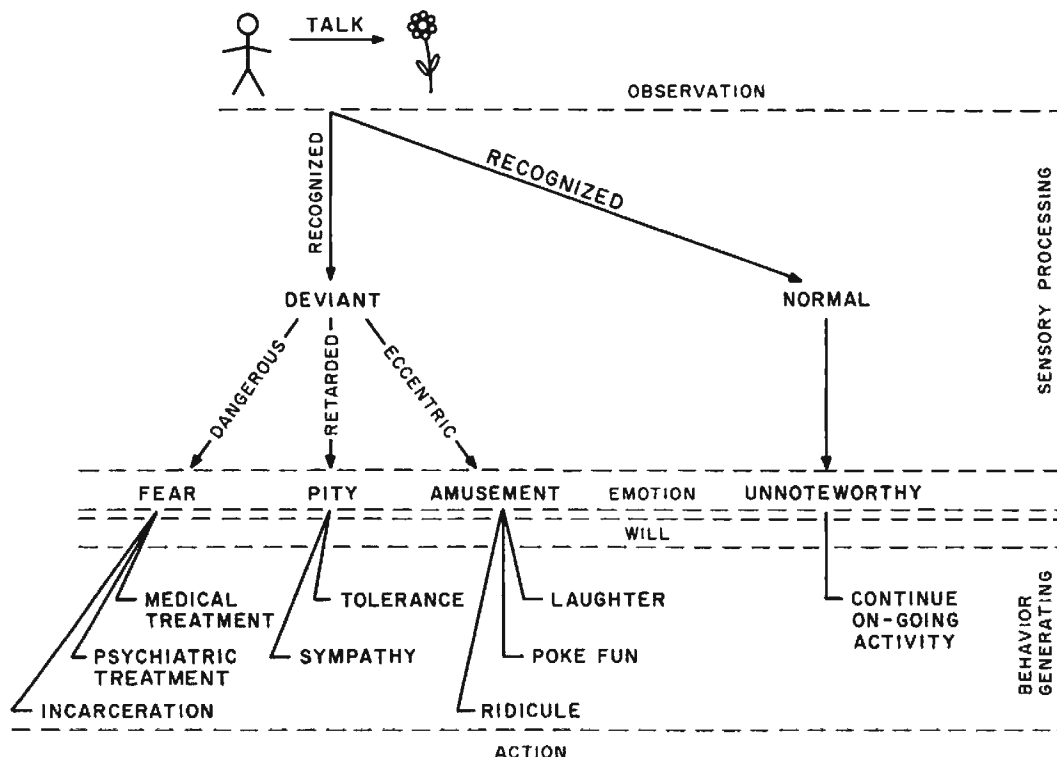 TALK
OBSERVATION
RECOGNIZED
RECOGNIZED
SENSORY PROCESSING
DEVIANT
NORMAL
DANGEROUS
RETARDED
ECCENTRIC
FEAR
PITY
AMUSEMENT
EMOTION
UNNOTEWORTHY
WILL
MEDICAL
TREATMENT
TOLERANCE
LAUGHTER
CONTINUE
ON-GOING
ACTIVITY
PSYCHIATRIC
TREATMENT
SYMPATHY
POKE FUN
BEHAVIOR
GENERATING
INCARCERATION
RIDICULE
ACTION